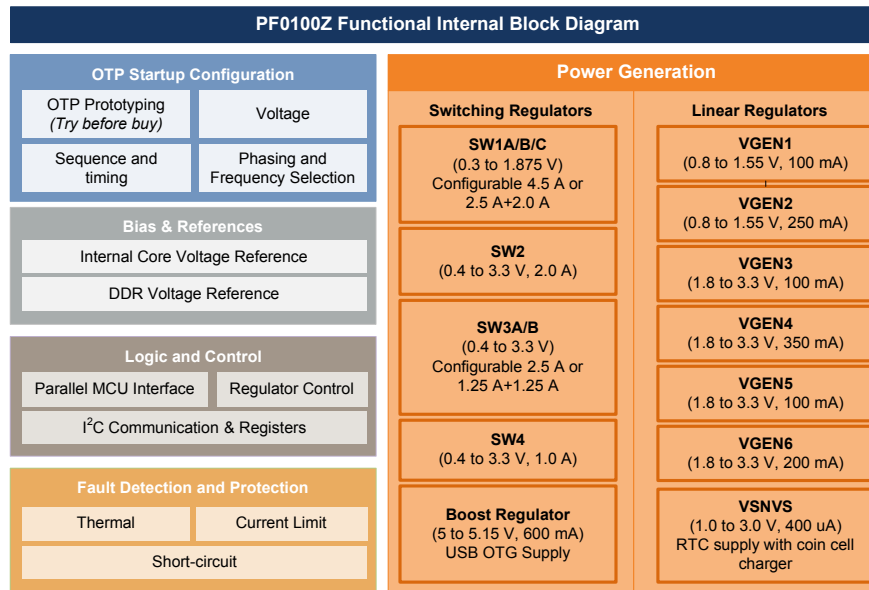 PF0100Z Functional Internal Block Diagram
OTP Startup Configuration
OTP Prototyping
(Try before buy)
Voltage
Sequence and
timing
Phasing and
Frequency Selection
Bias & References
Internal Core Voltage Reference
DDR Voltage Reference
Logic and Control
Parallel MCU Interface
Regulator Control
I²C Communication & Registers
Fault Detection and Protection
Thermal
Current Limit
Short-circuit
Power Generation
Switching Regulators
SW1A/B/C
(0.3 to 1.875 V)
Configurable 4.5 A or
2.5 A+2.0 A
SW2
(0.4 to 3.3 V, 2.0 A)
SW3A/B
(0.4 to 3.3 V)
Configurable 2.5 A or
1.25 A+1.25 A
SW4
(0.4 to 3.3 V, 1.0 A)
Boost Regulator
(5 to 5.15 V, 600 mA)
USB OTG Supply
Linear Regulators
VGEN1
(0.8 to 1.55 V, 100 mA)
VGEN2
(0.8 to 1.55 V, 250 mA)
VGEN3
(1.8 to 3.3 V, 100 mA)
VGEN4
(1.8 to 3.3 V, 350 mA)
VGEN5
(1.8 to 3.3 V, 100 mA)
VGEN6
(1.8 to 3.3 V, 200 mA)
VSNVS
(1.0 to 3.0 V, 400 uA)
RTC supply with coin cell
charger